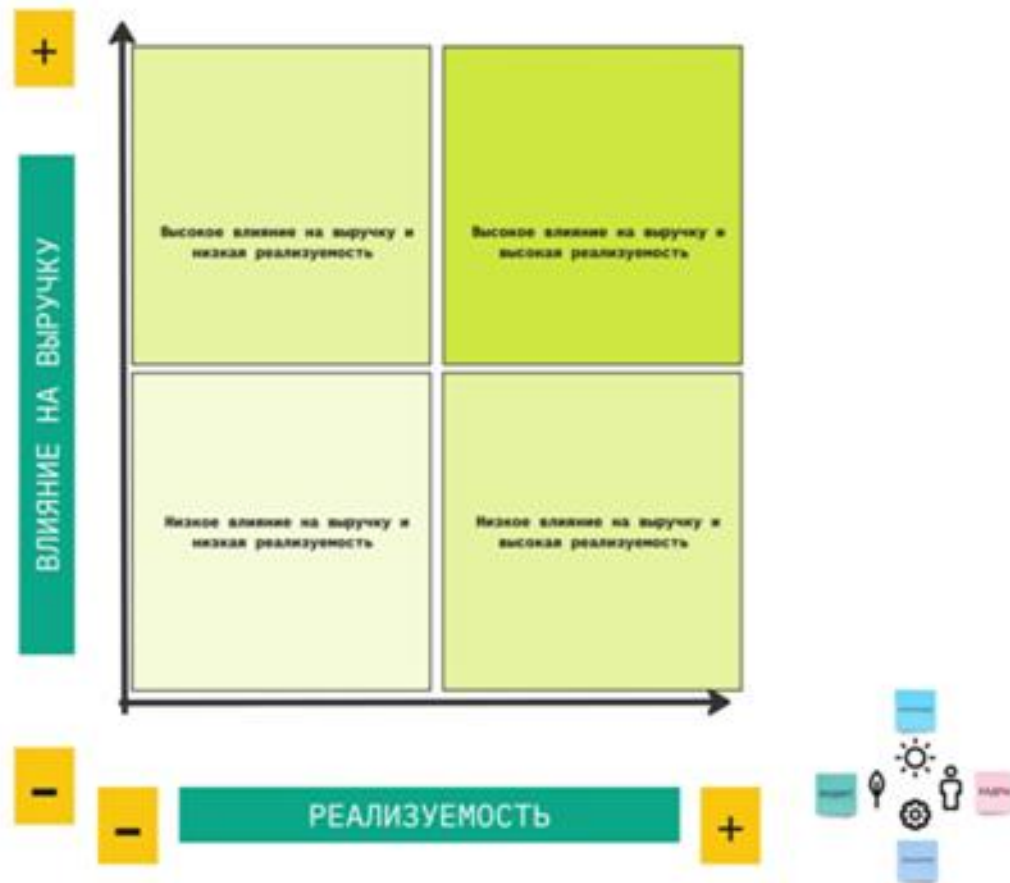 +
ВЛИЯНИЕ НА ВЫРУЧКУ
Высокое влияние на выручку и
низкая реализуемость
Высокое влияние на выручку и
высокая реализуемость
Низкое влияние на выручку и
низкая реализуемость
Низкое влияние на выручку и
высокая реализуемость
-
-
РЕАЛИЗУЕМОСТЬ
+
КАДРЫ